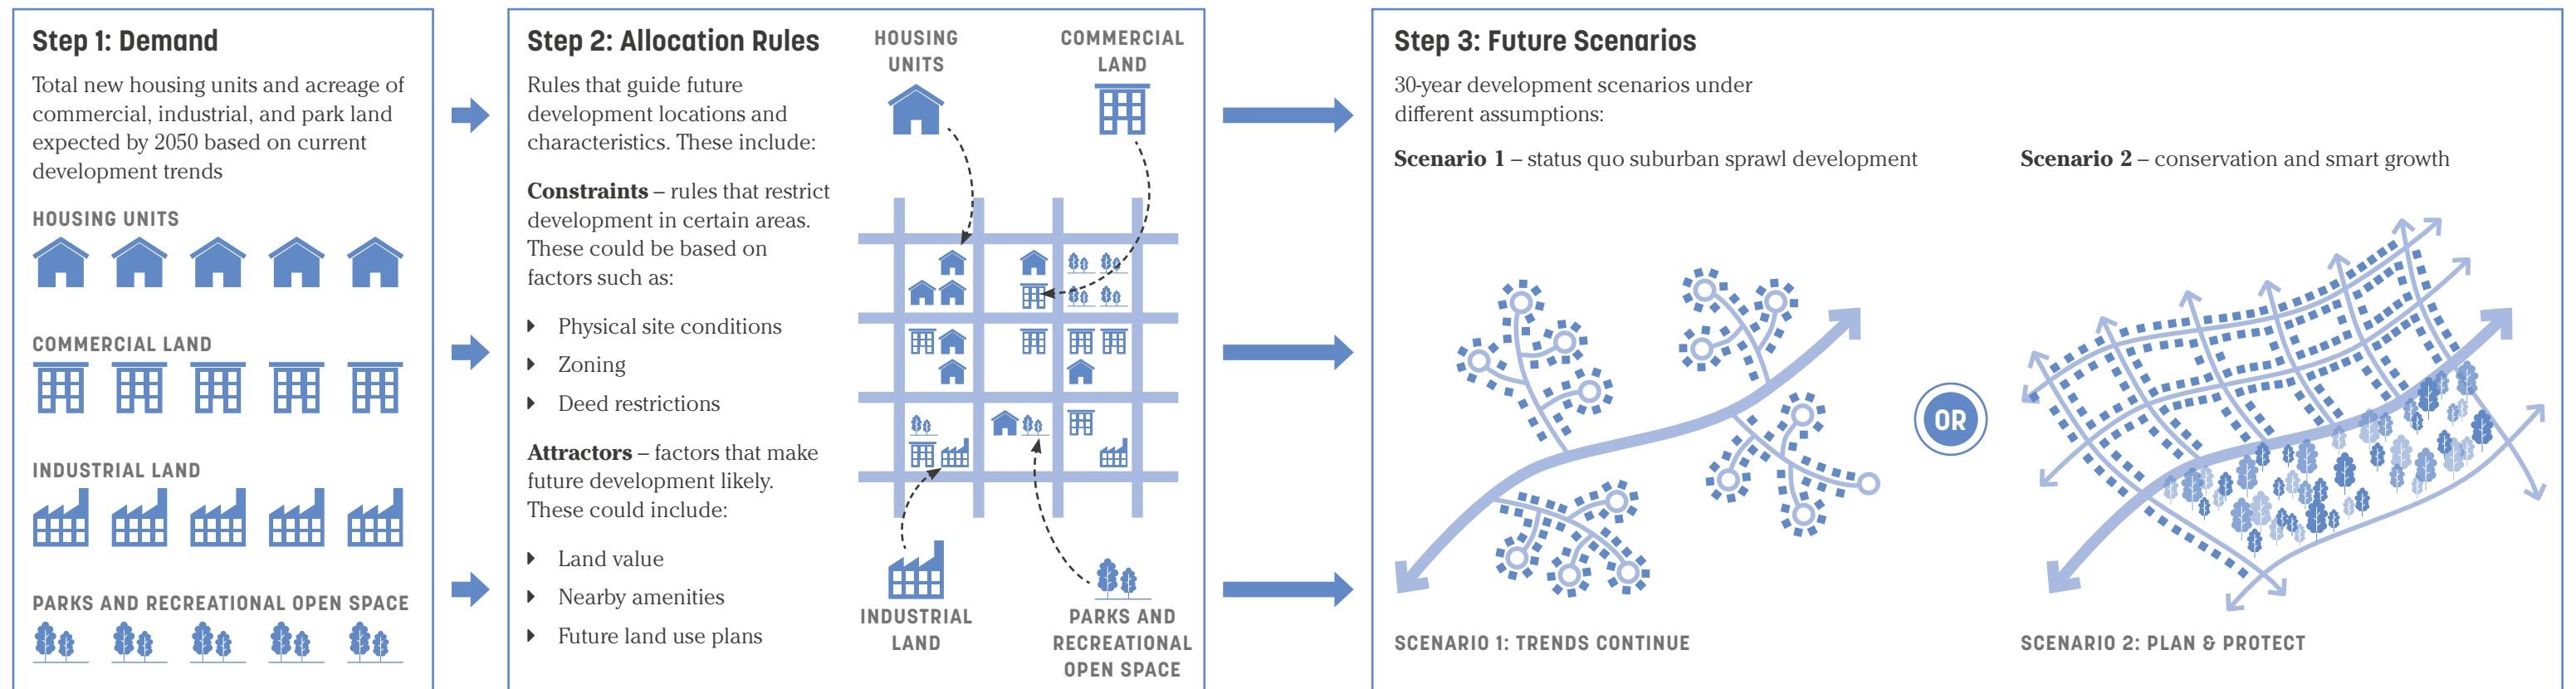 Step 1: Demand
Total new housing units and acreage of
commercial, industrial, and park land
expected by 2050 based on current
development trends
HOUSING UNITS
COMMERCIAL LAND
INDUSTRIAL LAND
PARKS AND RECREATIONAL OPEN SPACE
Step 2: Allocation Rules
Rules that guide future
development locations and
characteristics. These include:
Constraints – rules that restrict
development in certain areas.
These could be based on
factors such as:
Physical site conditions
Zoning
Deed restrictions
Attractors – factors that make
future development likely.
These could include:
Land value
Nearby amenities
Future land use plans
HOUSING
UNITS
COMMERCIAL
LAND
INDUSTRIAL
LAND
PARKS AND
RECREATIONAL
OPEN SPACE
Step 3: Future Scenarios
30-year development scenarios under
different assumptions:
Scenario 1 – status quo suburban sprawl development
SCENARIO 1: TRENDS CONTINUE
OR
Scenario 2 – conservation and smart growth
SCENARIO 2: PLAN & PROTECT